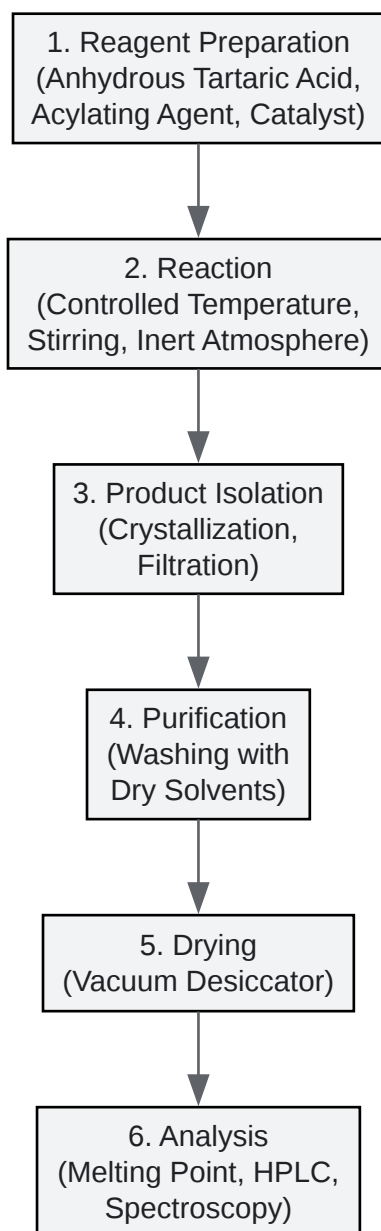 1. Reagent Preparation
(Anhydrous Tartaric Acid,
Acylating Agent, Catalyst)
2. Reaction
(Controlled Temperature,
Stirring, Inert Atmosphere)
3. Product Isolation
(Crystallization,
Filtration)
4. Purification
(Washing with
Dry Solvents)
5. Drying
(Vacuum Desiccator)
6. Analysis
(Melting Point, HPLC,
Spectroscopy)